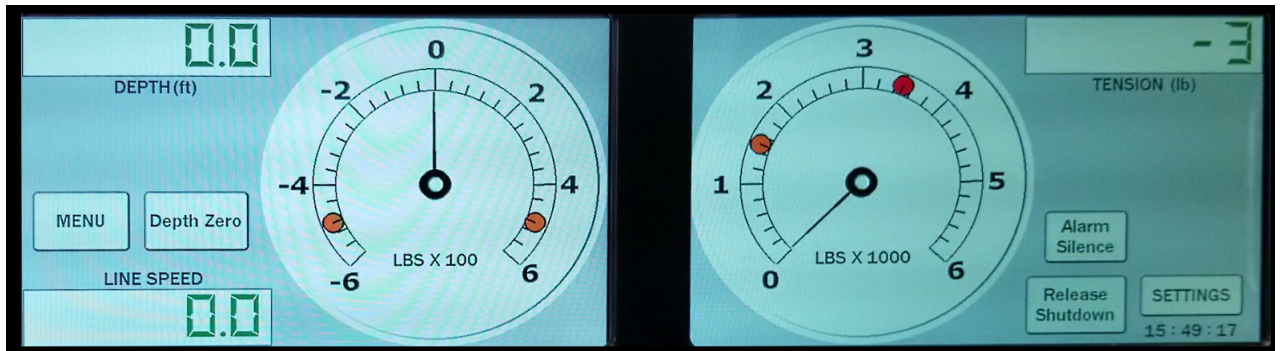 0.0
DEPTH (ft)
MENU
Depth Zero
LINE SPEED
0.0
0
-2
2
-4
4
-6
6
LBS X 100
3
2
4
1
5
0
6
LBS X 1000
-3
TENSION (lb)
Alarm
Silence
Release
Shutdown
SETTINGS
15:49:17